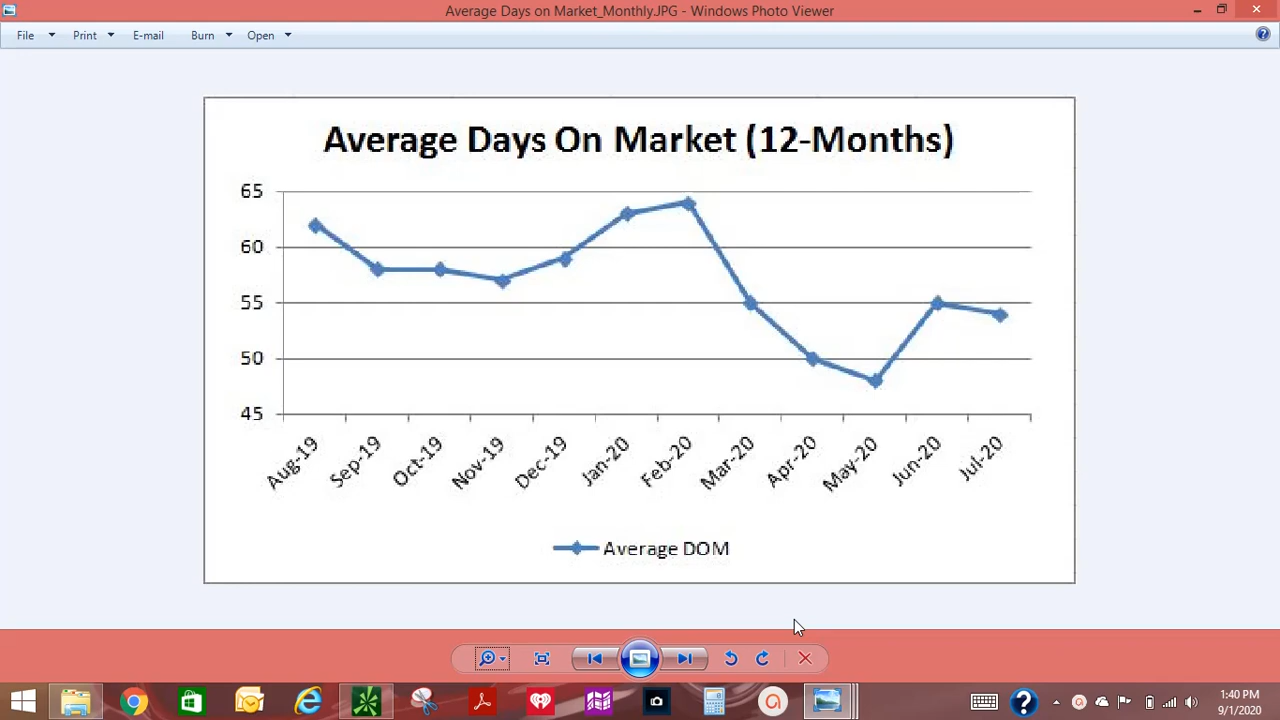 Average Days on Market_Monthly.JPG - Windows Photo Viewer
File Print E-mail Burn Open
Average Days On Market (12-Months)
65
60
55
50
45
Aug-19 Sep-19 Oct-19 Nov-19 Dec-19 Jan-20 Feb-20 Mar-20 Apr-20 May-20 Jun-20 Jul-20
Average DOM
1:40 PM
9/1/2020